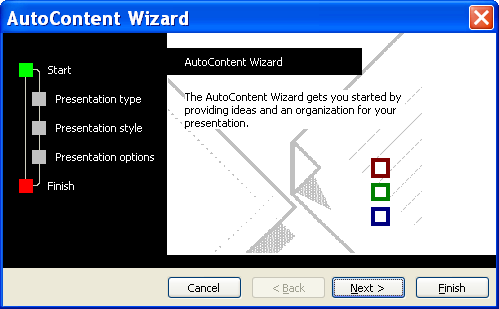 AutoContent Wizard
Start
Presentation type
Presentation style
Presentation options
Finish
AutoContent Wizard
The AutoContent Wizard gets you started by
providing ideas and an organization for your
presentation.
Cancel
< Back
Next >
Finish